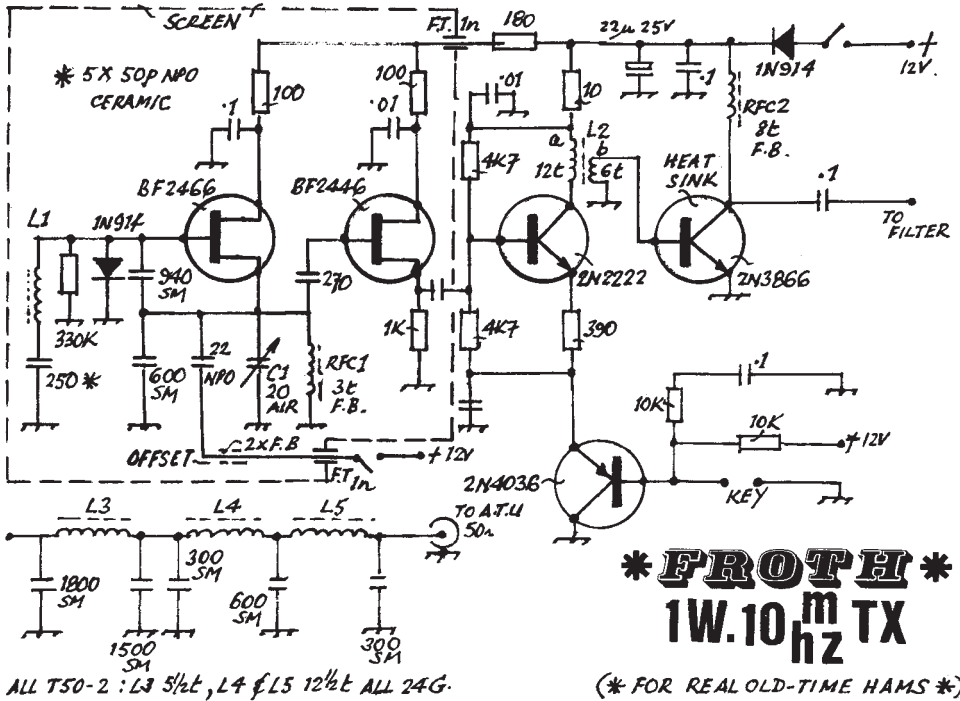 SCREEN
F.T. 1n
180
22µ 25V
1N914
12V.
+
* 5 X 50p NPO
CERAMIC
100
100
.01
10
.1
RFC2
8t
F.B.
.1
.01
4K7
L2
a
b
12t
6t
HEAT
SINK
.1
TO
FILTER
BF2466
BF2446
L1
1N914
2N2222
2N3866
940
SM
270
330K
1K
4K7
390
250 *
600
SM
22
NPO
C1
20
AIR
RFC1
3t
F.B.
.1
10K
10K
+12V
2xF.B
OFFSET
F.T. 1n
+12V
2N4036
KEY
L3
L4
L5
TO A.T.U
50Ω
1800
SM
300
SM
600
SM
1500
SM
300
SM
* FROTH *
1W. 10 mhz TX
ALL T50-2 : L3 5½t, L4 & L5 12½t ALL 24G.
(* FOR REAL OLD-TIME HAMS *)